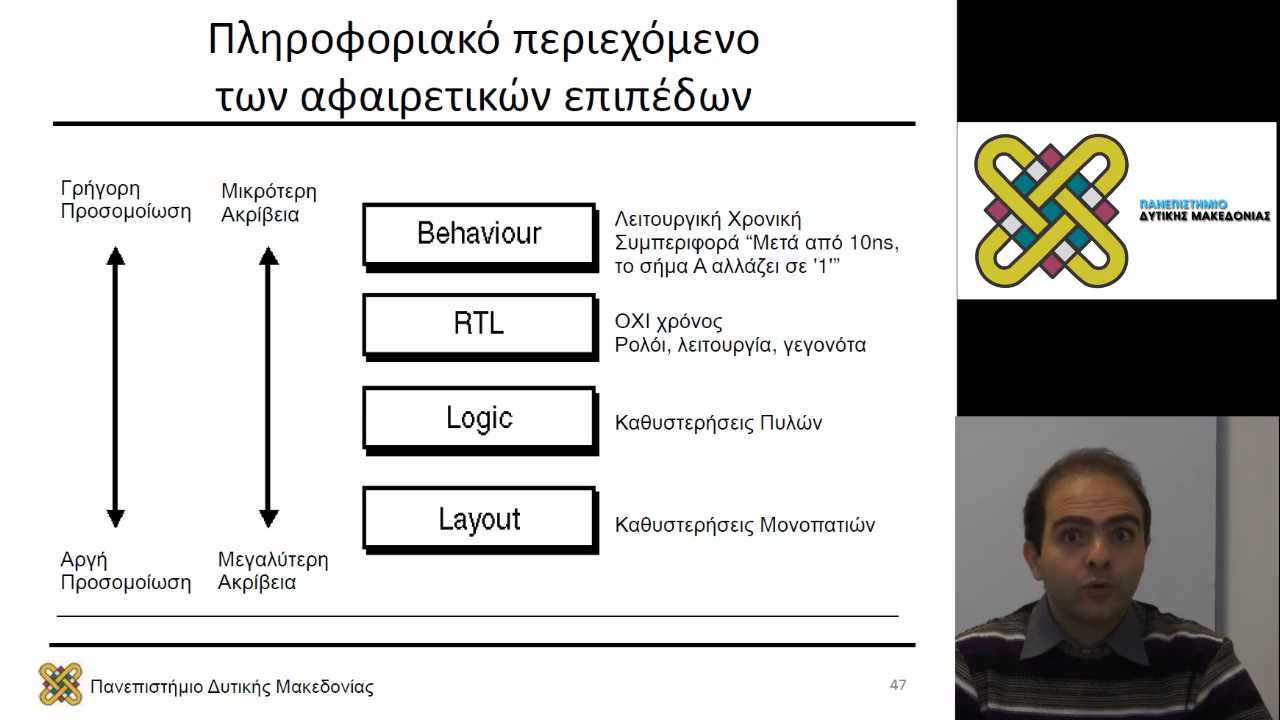 Πληροφοριακό περιεχόμενο
των αφαιρετικών επιπέδων
Γρήγορη
Προσομοίωση
Μικρότερη
Ακρίβεια
Behaviour
Λειτουργική Χρονική
Συμπεριφορά “Μετά από 10ns,
το σήμα Α αλλάζει σε '1'”
RTL
ΟΧΙ χρόνος
Ρολόι, λειτουργία, γεγονότα
Logic
Καθυστερήσεις Πυλών
Layout
Καθυστερήσεις Μονοπατιών
Αργή
Προσομοίωση
Μεγαλύτερη
Ακρίβεια
Πανεπιστήμιο Δυτικής Μακεδονίας
47
ΠΑΝΕΠΙΣΤΗΜΙΟ
ΔΥΤΙΚΗΣ ΜΑΚΕΔΟΝΙΑΣ